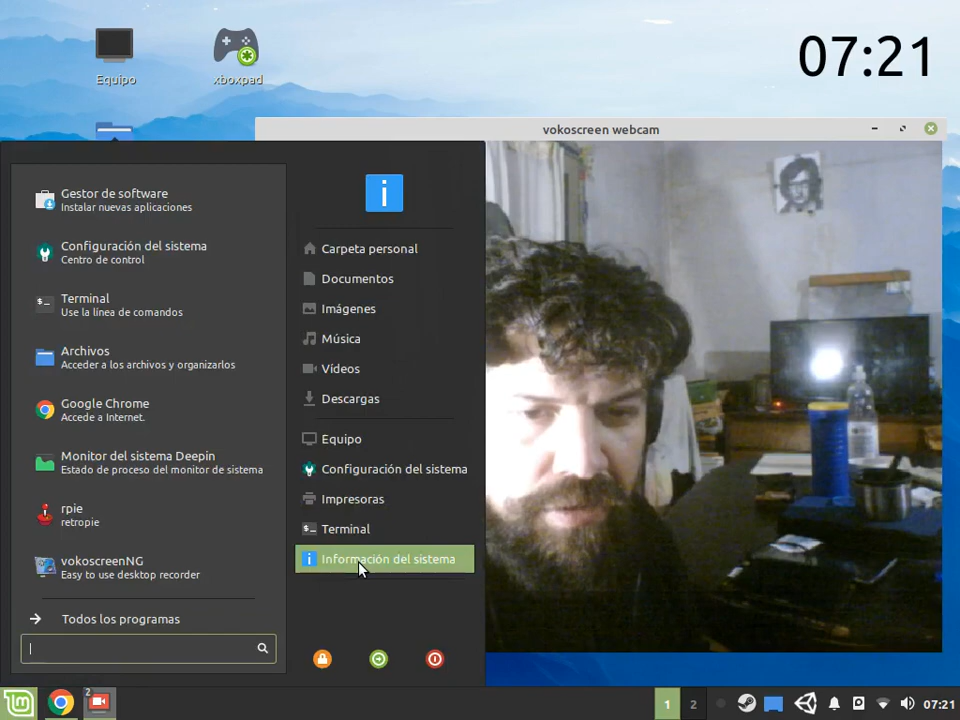 Equipo
xboxpad
07:21
vokoscreen webcam
Gestor de software
Instalar nuevas aplicaciones
Configuración del sistema
Centro de control
Terminal
Use la línea de comandos
Archivos
Acceder a los archivos y organizarlos
Google Chrome
Accede a Internet.
Monitor del sistema Deepin
Estado de proceso del monitor de sistema
rpie
retropie
vokoscreenNG
Easy to use desktop recorder
Todos los programas
Carpeta personal
Documentos
Imágenes
Música
Vídeos
Descargas
Equipo
Configuración del sistema
Impresoras
Terminal
Información del sistema
2
1
2
07:21